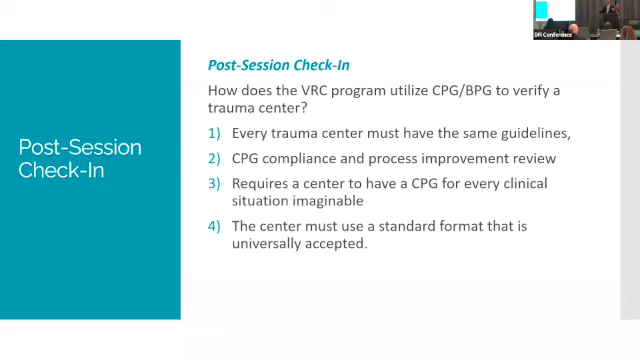 DFI Conference
Post-Session Check-In
How does the VRC program utilize CPG/BPG to verify a
trauma center?
1) Every trauma center must have the same guidelines,
2) CPG compliance and process improvement review
3) Requires a center to have a CPG for every clinical
situation imaginable
4) The center must use a standard format that is
universally accepted.
Post-Session
Check-In